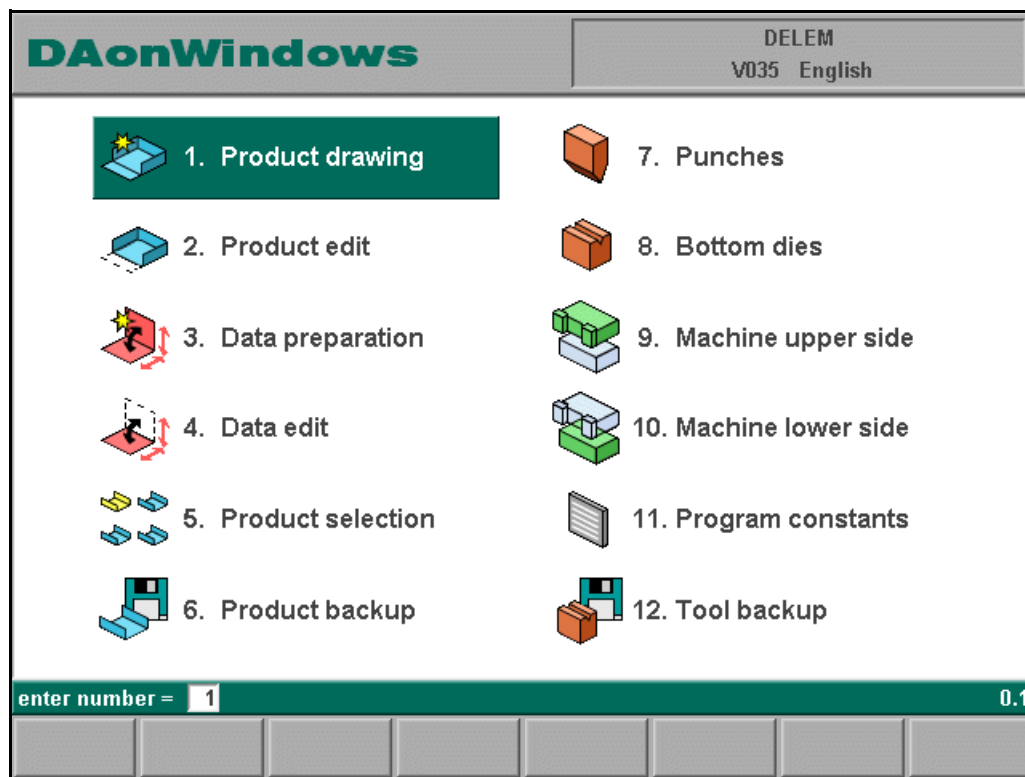 DAonWindows
DELEM
V035 English
1. Product drawing
2. Product edit
3. Data preparation
4. Data edit
5. Product selection
6. Product backup
7. Punches
8. Bottom dies
9. Machine upper side
10. Machine lower side
11. Program constants
12. Tool backup
enter number = 1
0.1